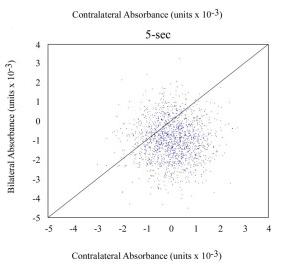 Contralateral Absorbance (units x 10-3)
5-sec
Bilateral Absorbance (units x 10-3)
4
3
2
1
0
-1
-2
-3
-4
-5
-5 -4 -3 -2 -1 0 1 2 3 4
Contralateral Absorbance (units x 10-3)